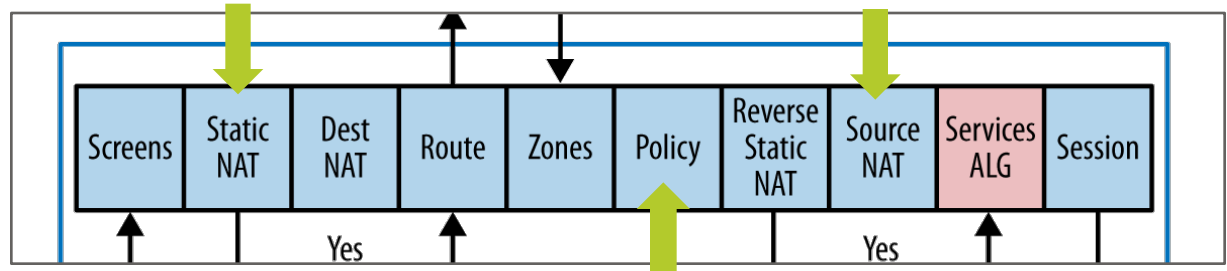 Screens
Static
NAT
Dest
NAT
Route
Zones
Policy
Reverse
Static
NAT
Source
NAT
Services
ALG
Session
Yes
Yes